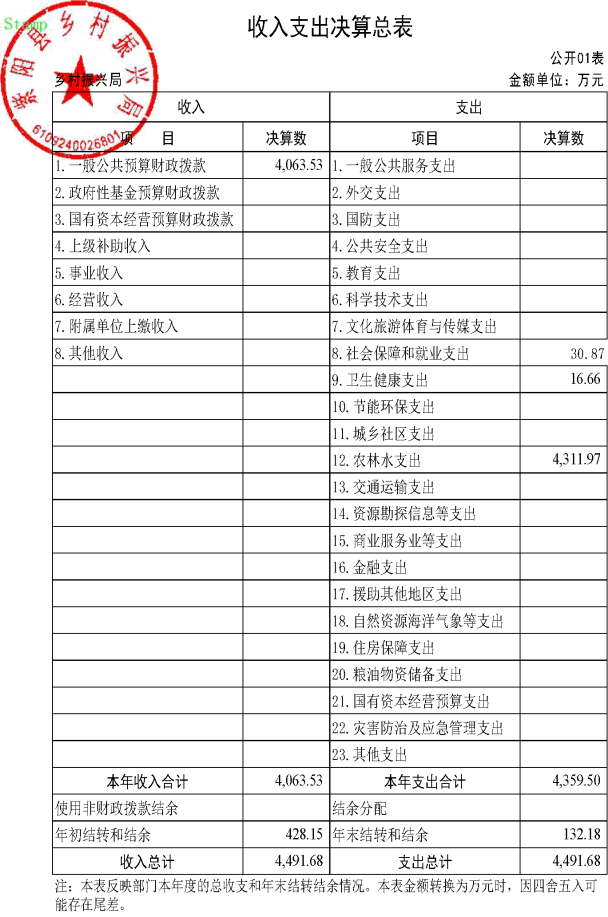 收入支出决算总表
Stamp
紫阳县乡村振兴局
6109240026801
公开01表
乡村振兴局 金额单位：万元
收入 支出
项 目 决算数 项目 决算数
1.一般公共预算财政拨款 4,063.53 1.一般公共服务支出
2.政府性基金预算财政拨款 2.外交支出
3.国有资本经营预算财政拨款 3.国防支出
4.上级补助收入 4.公共安全支出
5.事业收入 5.教育支出
6.经营收入 6.科学技术支出
7.附属单位上缴收入 7.文化旅游体育与传媒支出
8.其他收入 8.社会保障和就业支出 30.87
9.卫生健康支出 16.66
10.节能环保支出
11.城乡社区支出
12.农林水支出 4,311.97
13.交通运输支出
14.资源勘探信息等支出
15.商业服务业等支出
16.金融支出
17.援助其他地区支出
18.自然资源海洋气象等支出
19.住房保障支出
20.粮油物资储备支出
21.国有资本经营预算支出
22.灾害防治及应急管理支出
23.其他支出
本年收入合计 4,063.53 本年支出合计 4,359.50
使用非财政拨款结余 结余分配
年初结转和结余 428.15 年末结转和结余 132.18
收入总计 4,491.68 支出总计 4,491.68
注：本表反映部门本年度的总收支和年末结转结余情况。本表金额转换为万元时，因四舍五入可
能存在尾差。